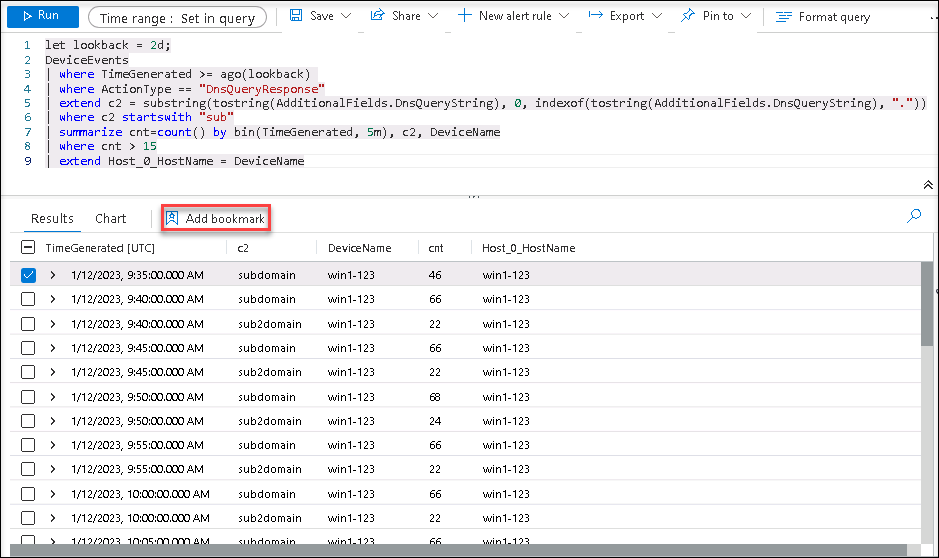 Run Time range : Set in query Save Share New alert rule Export Pin to Format query
1 let lookback = 2d;
2 DeviceEvents
3 | where TimeGenerated >= ago(lookback)
4 | where ActionType == "DnsQueryResponse"
5 | extend c2 = substring(tostring(AdditionalFields.DnsQueryString), 0, indexof(tostring(AdditionalFields.DnsQueryString), "."))
6 | where c2 startswith "sub"
7 | summarize cnt=count() by bin(TimeGenerated, 5m), c2, DeviceName
8 | where cnt > 15
9 | extend Host_0_HostName = DeviceName
Results Chart Add bookmark
TimeGenerated [UTC] c2 DeviceName cnt Host_0_HostName
1/12/2023, 9:35:00.000 AM subdomain win1-123 46 win1-123
1/12/2023, 9:40:00.000 AM subdomain win1-123 66 win1-123
1/12/2023, 9:40:00.000 AM sub2domain win1-123 22 win1-123
1/12/2023, 9:45:00.000 AM subdomain win1-123 66 win1-123
1/12/2023, 9:45:00.000 AM sub2domain win1-123 22 win1-123
1/12/2023, 9:50:00.000 AM subdomain win1-123 68 win1-123
1/12/2023, 9:50:00.000 AM sub2domain win1-123 24 win1-123
1/12/2023, 9:55:00.000 AM subdomain win1-123 66 win1-123
1/12/2023, 9:55:00.000 AM sub2domain win1-123 22 win1-123
1/12/2023, 10:00:00.000 AM subdomain win1-123 66 win1-123
1/12/2023, 10:00:00.000 AM sub2domain win1-123 22 win1-123
1/12/2023, 10:05:00.000 AM subdomain win1-123 66 win1-123